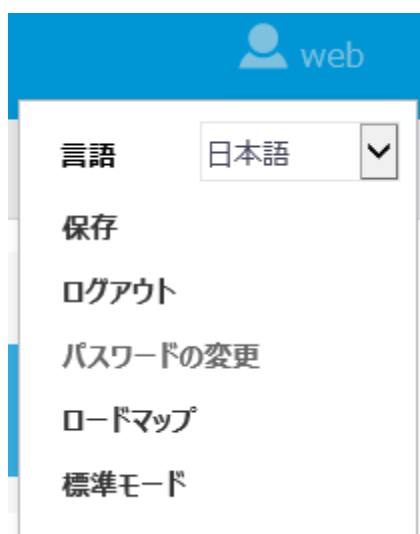 web
言語 日本語
保存
ログアウト
パスワードの変更
ロードマップ
標準モード